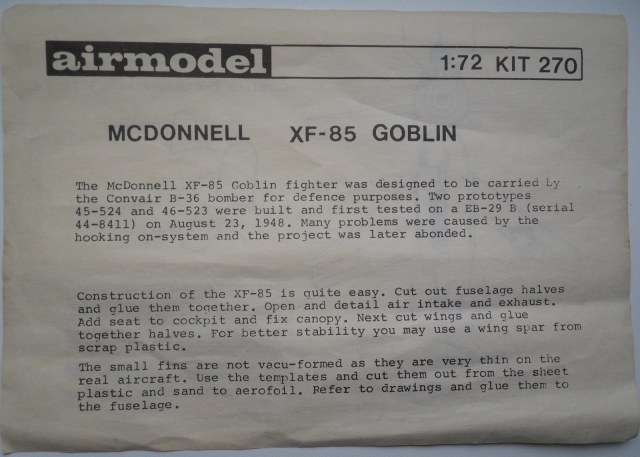 airmodel 1:72 KIT 270
MCDONNELL XF-85 GOBLIN
The McDonnell XF-85 Goblin fighter was designed to be carried by
the Convair B-36 bomber for defence purposes. Two prototypes
45-524 and 46-523 were built and first tested on a EB-29 B (serial
44-8411) on August 23, 1948. Many problems were caused by the
hooking on-system and the project was later abonded.
Construction of the XF-85 is quite easy. Cut out fuselage halves
and glue them together. Open and detail air intake and exhaust.
Add seat to cockpit and fix canopy. Next cut wings and glue
together halves. For better stability you may use a wing spar from
scrap plastic.
The small fins are not vacu-formed as they are very thin on the
real aircraft. Use the templates and cut them out from the sheet
plastic and sand to aerofoil. Refer to drawings and glue them to
the fuselage.